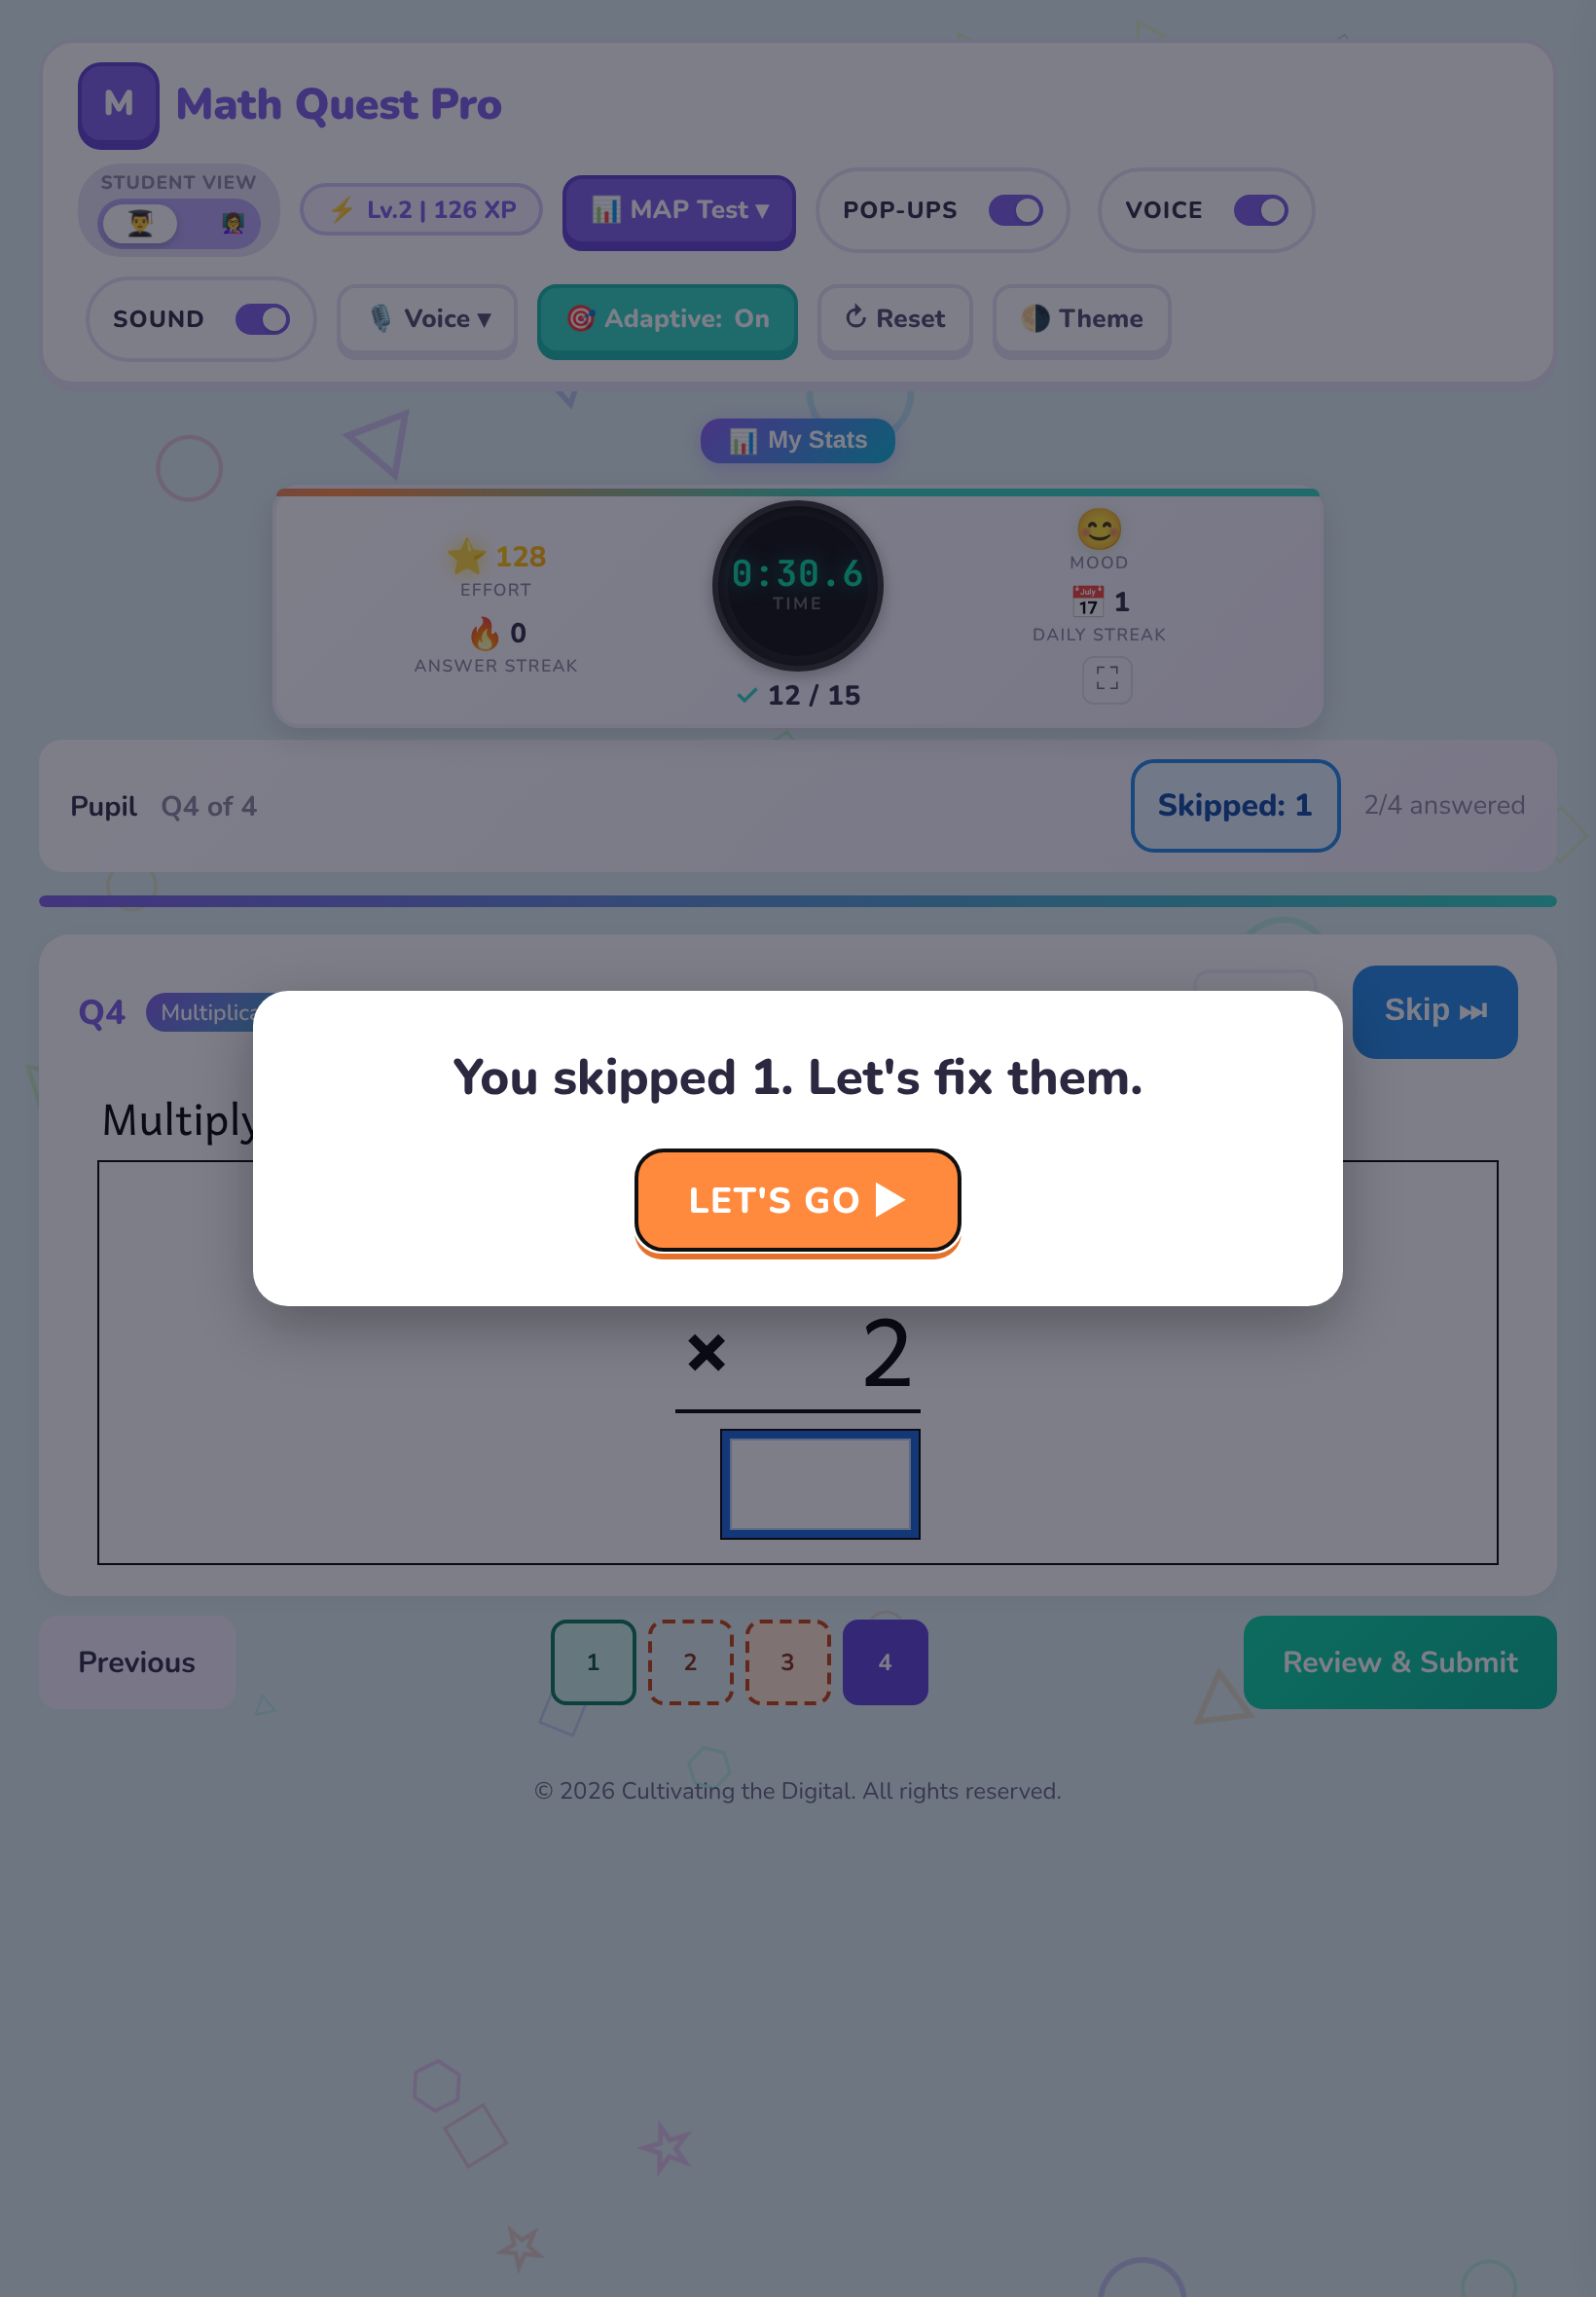 M Math Quest Pro
STUDENT VIEW
⚡ Lv.2 | 126 XP
📊 MAP Test ▾
POP-UPS
VOICE
SOUND
🎙️ Voice ▾
🎯 Adaptive: On
↻ Reset
🌗 Theme
📊 My Stats
⭐ 128
EFFORT
🔥 0
ANSWER STREAK
0:30.6
TIME
✓ 12 / 15
😊
MOOD
📅 1
DAILY STREAK
Pupil Q4 of 4
Skipped: 1
2/4 answered
Q4
Skip ⏭
Multiply
You skipped 1. Let's fix them.
LET'S GO ▶
× 2
Previous
1 2 3 4
Review & Submit
© 2026 Cultivating the Digital. All rights reserved.